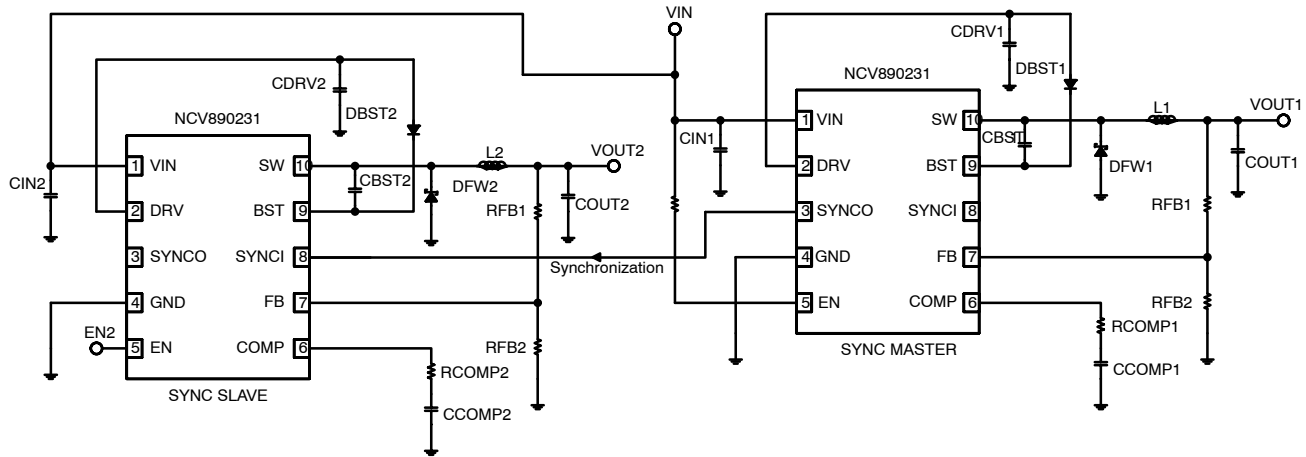 VIN
CDRV1
NCV890231
DBST1
CDRV2
DBST2
NCV890231
L1
VOUT1
1 VIN
SW 10
CIN1
CBST1
DFW1
COUT1
2 DRV
BST 9
L2
VOUT2
1 VIN
SW 10
CIN2
CBST2
DFW2
COUT2
RFB1
RFB1
2 DRV
BST 9
3 SYNCO
SYNCI 8
3 SYNCO
SYNCI 8
Synchronization
4 GND
FB 7
4 GND
FB 7
RFB2
5 EN
COMP 6
EN2
5 EN
COMP 6
RFB2
RCOMP1
SYNC MASTER
RCOMP2
CCOMP1
SYNC SLAVE
CCOMP2